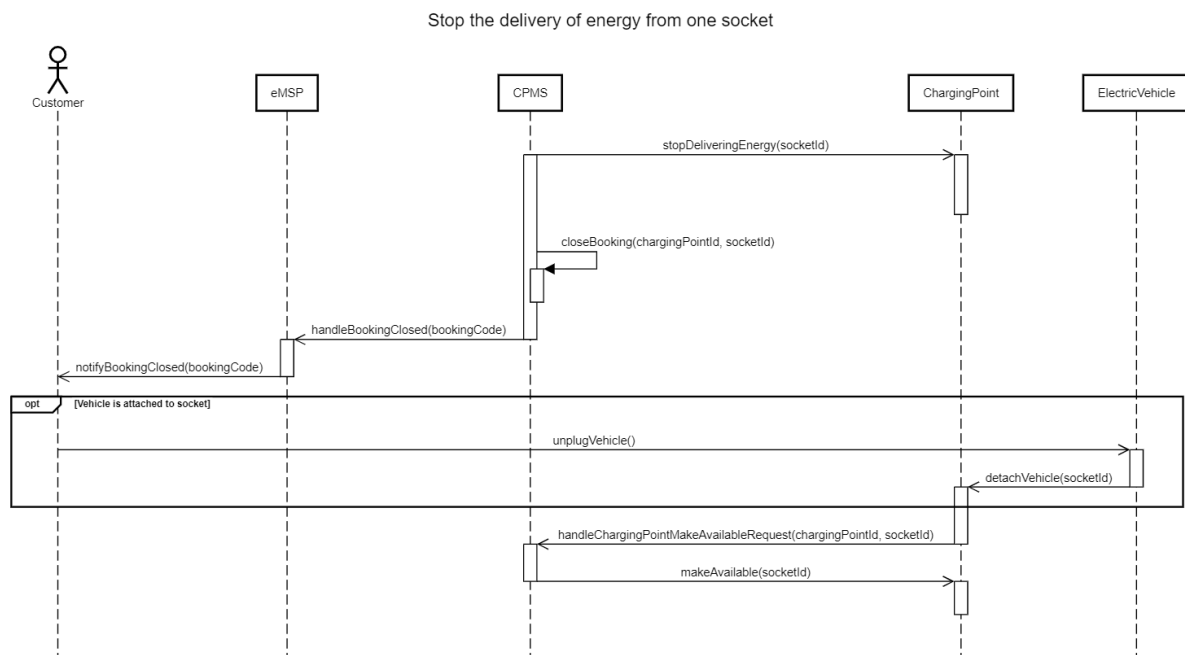 Stop the delivery of energy from one socket
Customer
eMSP
CPMS
ChargingPoint
ElectricVehicle
stopDeliveringEnergy(socketId)
closeBooking(chargingPointId, socketId)
handleBookingClosed(bookingCode)
notifyBookingClosed(bookingCode)
opt
[Vehicle is attached to socket]
unplugVehicle()
detachVehicle(socketId)
handleChargingPointMakeAvailableRequest(chargingPointId, socketId)
makeAvailable(socketId)